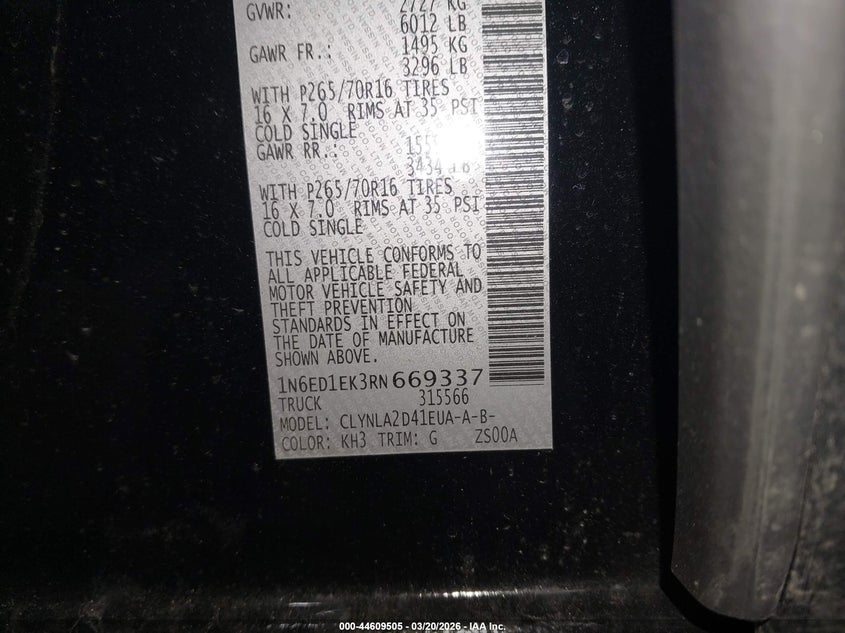 GVWR: 2727 KG
6012 LB
GAWR FR.: 1495 KG
3296 LB
WITH P265/70R16 TIRES
16 X 7.0 RIMS AT 35 PSI
COLD SINGLE
GAWR RR.:
3434 LB
WITH P265/70R16 TIRES
16 X 7.0 RIMS AT 35 PSI
COLD SINGLE
THIS VEHICLE CONFORMS TO
ALL APPLICABLE FEDERAL
MOTOR VEHICLE SAFETY AND
THEFT PREVENTION
STANDARDS IN EFFECT ON
THE DATE OF MANUFACTURE
SHOWN ABOVE.
1N6ED1EK3RN669337
TRUCK 315566
MODEL: CLYNLA2D41EUA-A-B-
COLOR: KH3 TRIM: G ZS00A
000-44609505 - 03/20/2026 - IAA Inc.